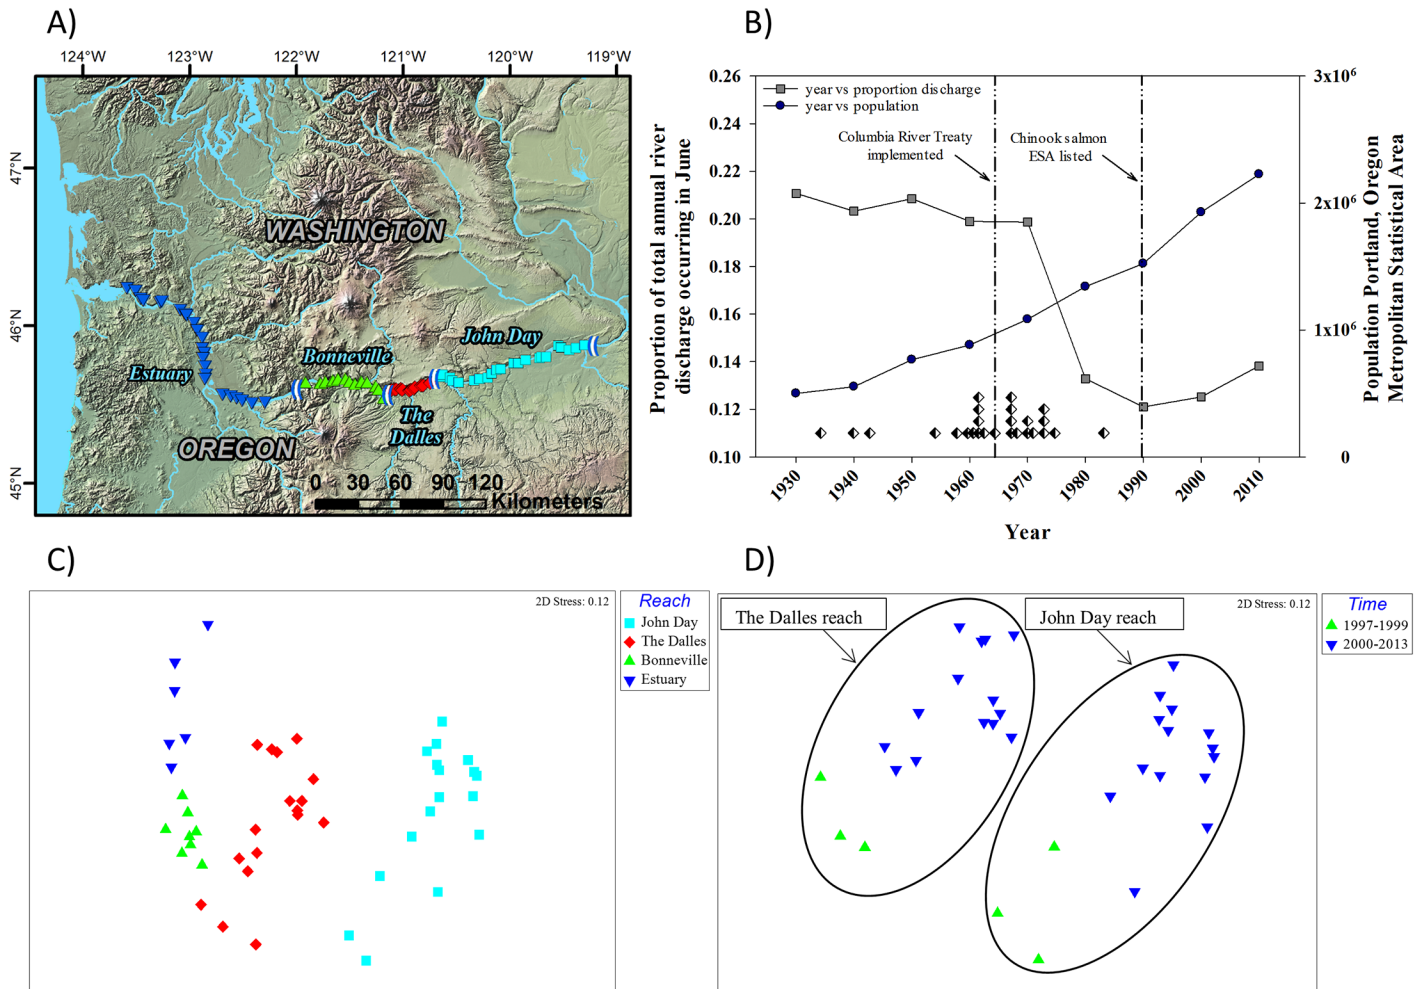 A)
124°W 123°W 122°W 121°W 120°W 119°W
47°N
46°N
45°N
WASHINGTON
John Day
Bonneville
Estuary
The
Dalles
OREGON
0 30 60 90 120
Kilometers
B)
Proportion of total annual river
discharge occurring in June
0.26
0.24
0.22
0.20
0.18
0.16
0.14
0.12
0.10
year vs proportion discharge
year vs population
Columbia River Treaty
implemented
Chinook salmon
ESA listed
3x10⁶
2x10⁶
1x10⁶
0
Population Portland, Oregon
Metropolitan Statistical Area
1930 1940 1950 1960 1970 1980 1990 2000 2010
Year
C)
2D Stress: 0.12
Reach
John Day
The Dalles
Bonneville
Estuary
D)
The Dalles reach
John Day reach
2D Stress: 0.12
Time
1997-1999
2000-2013